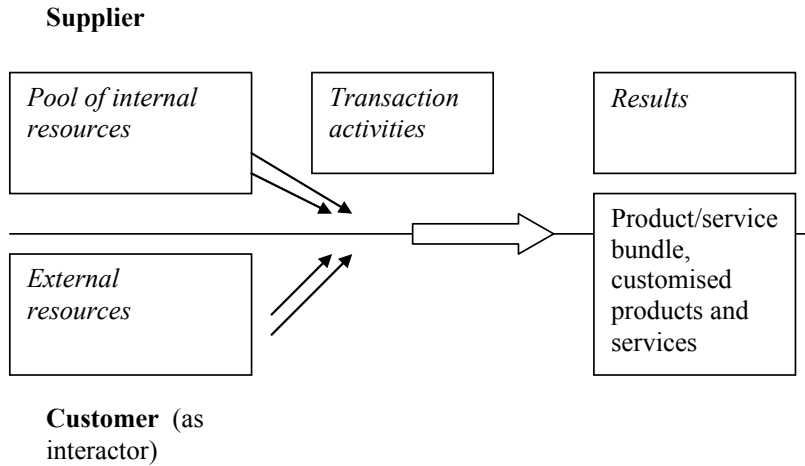 Supplier
Pool of internal
resources
Transaction
activities
Results
Product/service
bundle,
customised
products and
services
External
resources
Customer (as
interactor)